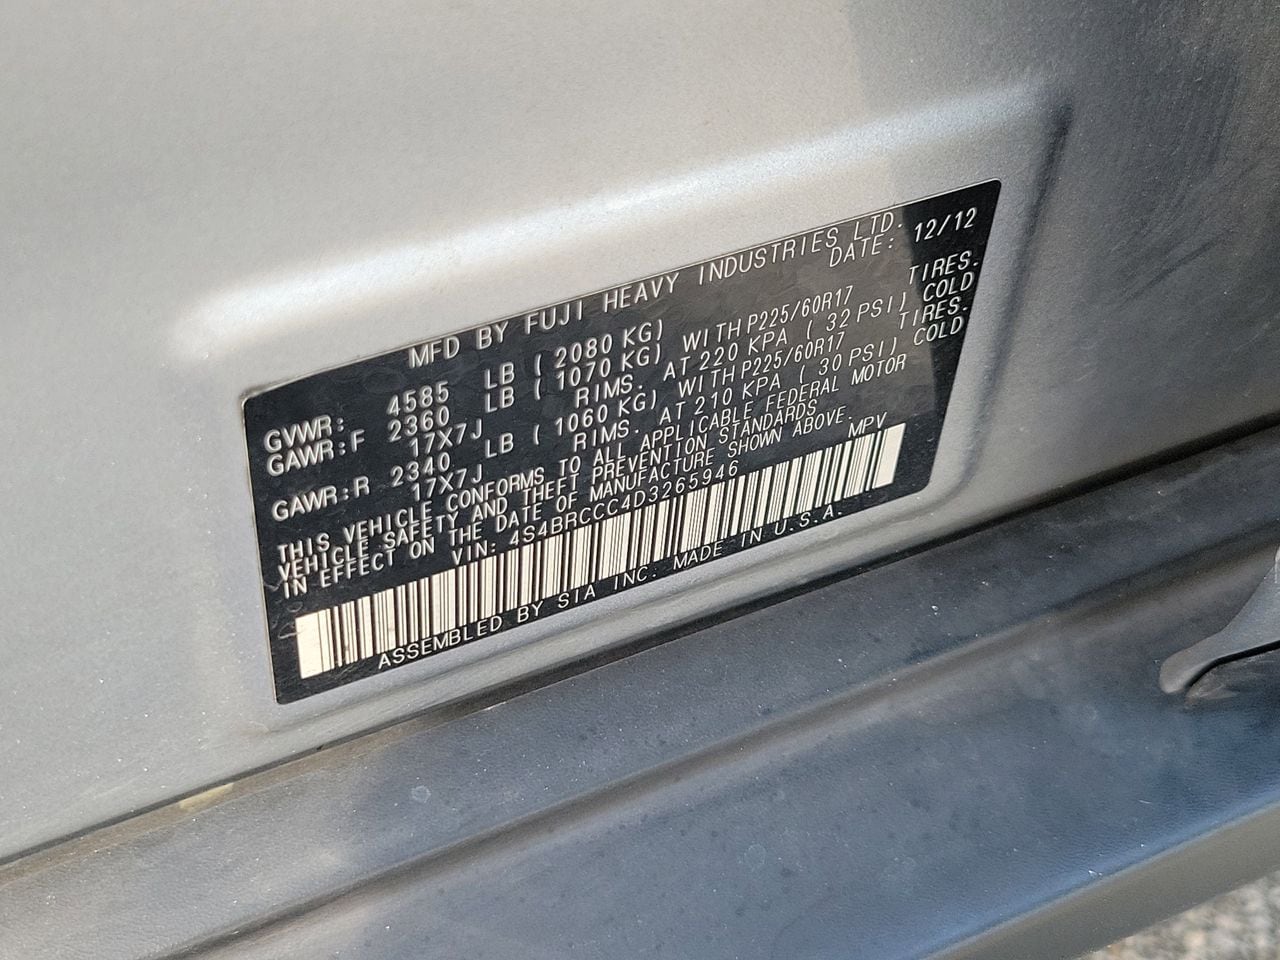 MFD BY FUJI HEAVY INDUSTRIES LTD.
DATE: 12/12
GVWR: 4585 LB ( 2080 KG)
GAWR:F 2360 LB ( 1070 KG) WITH P225/60R17 TIRES.
17X7J RIMS. AT 220 KPA ( 32 PSI) COLD
GAWR:R 2340 LB ( 1060 KG) WITH P225/60R17 TIRES.
17X7J RIMS. AT 210 KPA ( 30 PSI) COLD
THIS VEHICLE CONFORMS TO ALL APPLICABLE FEDERAL MOTOR
VEHICLE SAFETY AND THEFT PREVENTION STANDARDS
IN EFFECT ON THE DATE OF MANUFACTURE SHOWN ABOVE.
VIN: 4S4BRCCC4D3265946 MPV
ASSEMBLED BY SIA INC. MADE IN U.S.A.